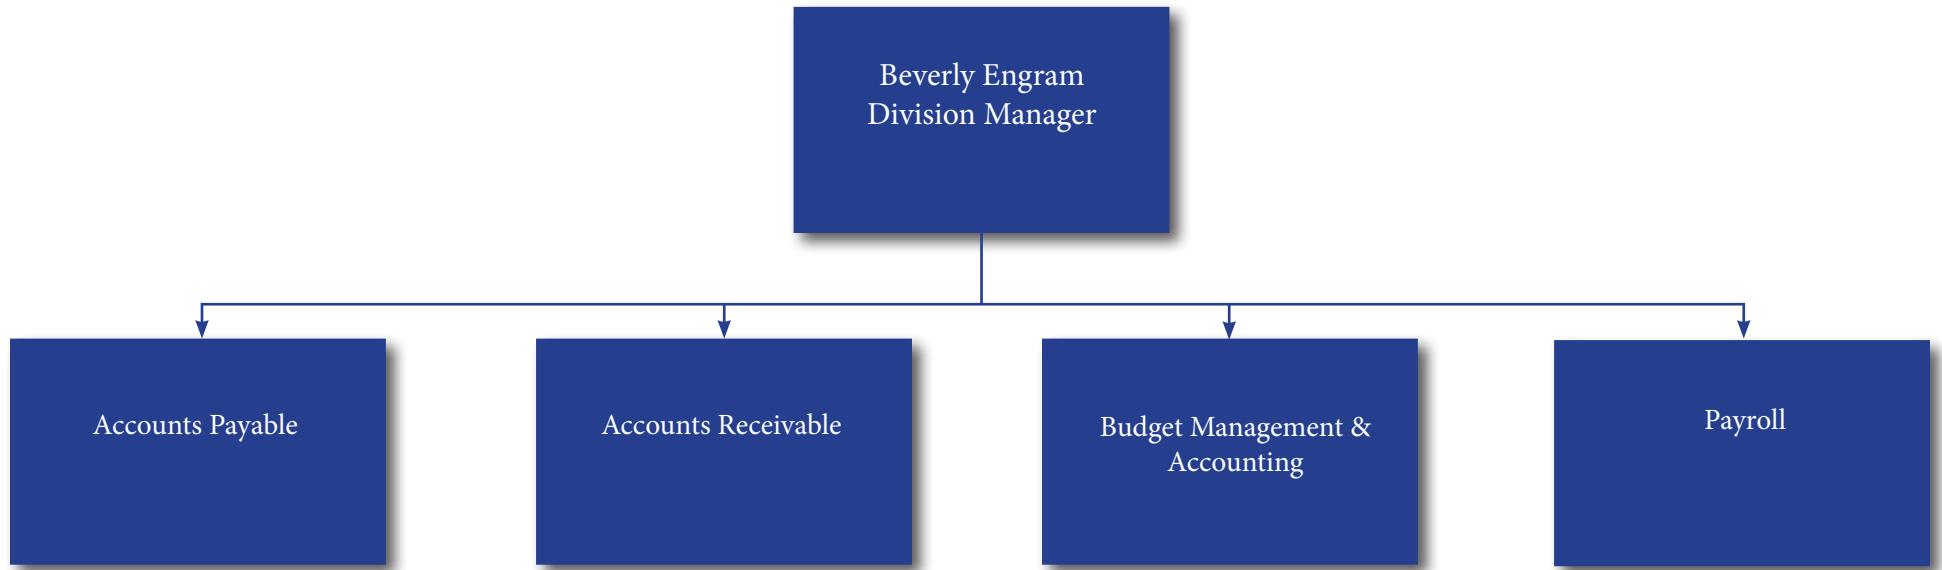 Beverly Engram
Division Manager
Accounts Payable
Accounts Receivable
Budget Management &
Accounting
Payroll